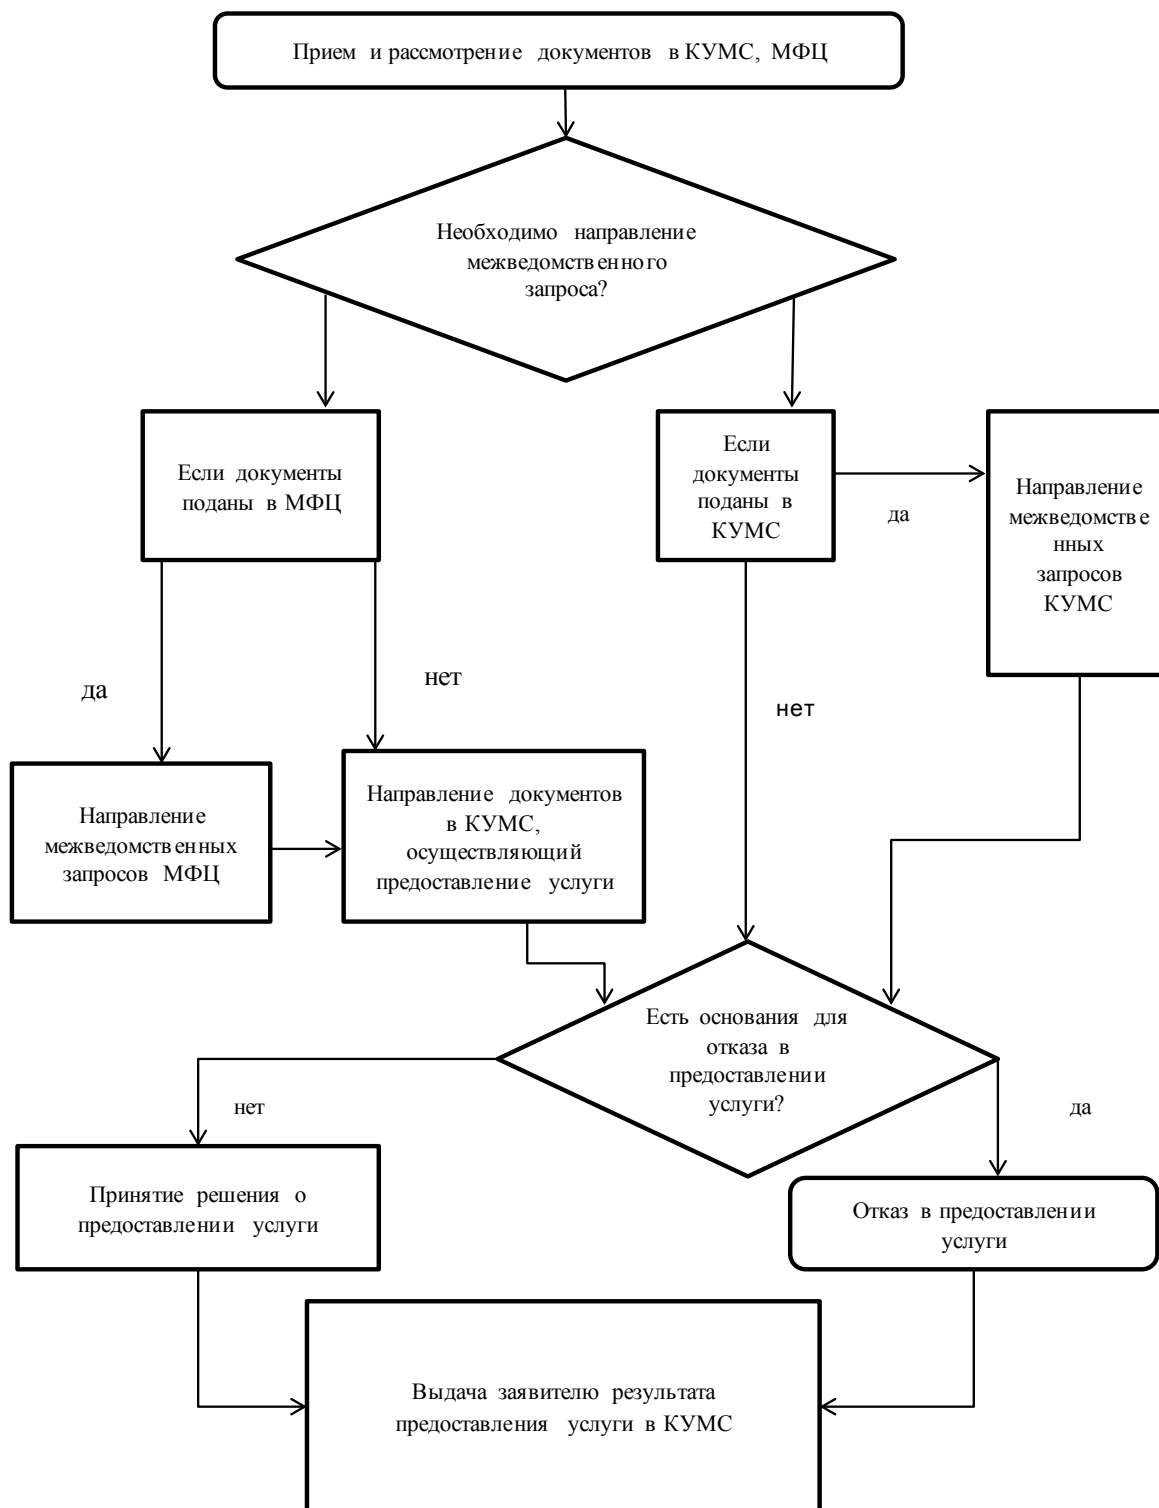 Прием и рассмотрение документов в КУМС, МФЦ
Необходимо направление
межведомственного
запроса?
Если документы
поданы в МФЦ
Если
документы
поданы в
КУМС
да
Направление
межведомстве
нных
запросов
КУМС
да
нет
нет
Направление
межведомственных
запросов МФЦ
Направление документов
в КУМС,
осуществляющий
предоставление услуги
Есть основания для
отказа в
предоставлении
услуги?
нет
да
Принятие решения о
предоставлении услуги
Отказ в предоставлении
услуги
Выдача заявителю результата
предоставления услуги в КУМС